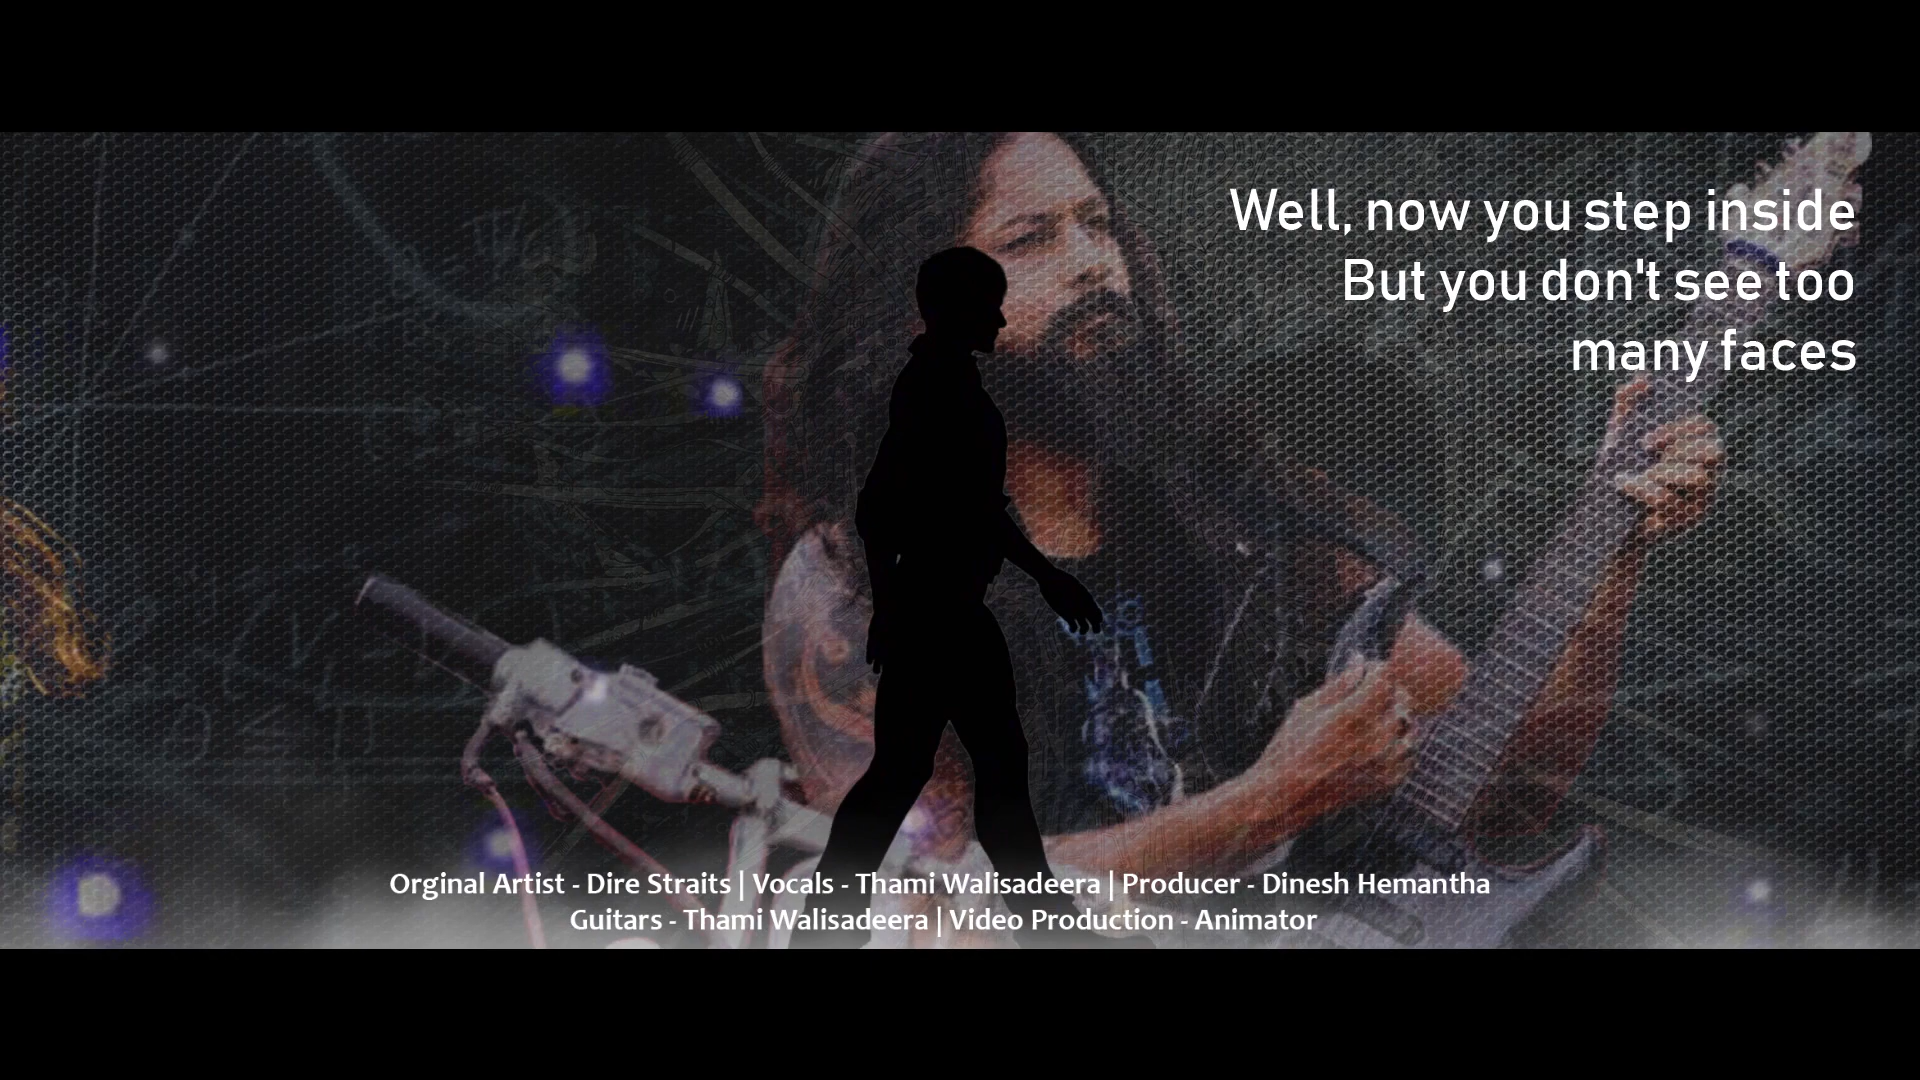 Well, now you step inside
But you don't see too
many faces
Orginal Artist - Dire Straits | Vocals - Thami Walisadeera | Producer - Dinesh Hemantha
Guitars - Thami Walisadeera | Video Production - Animator